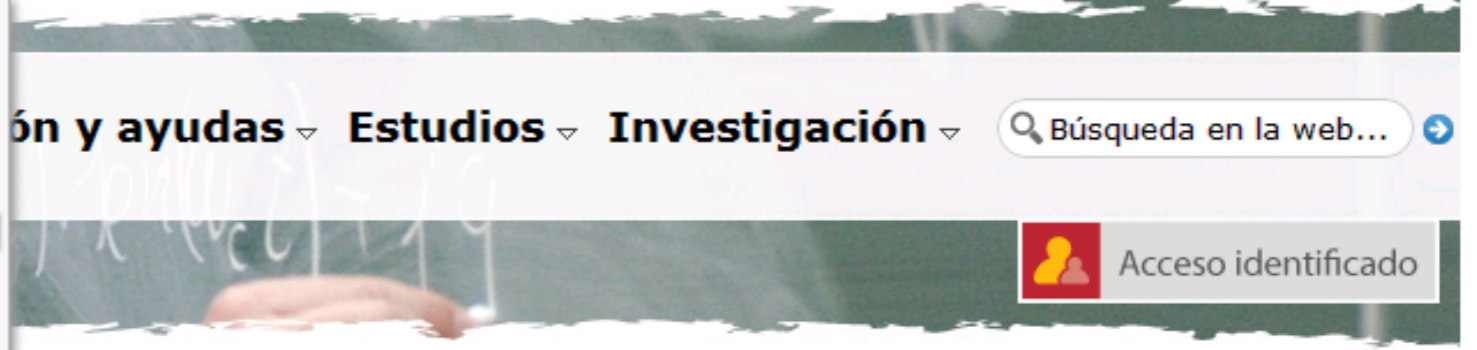 ón y ayudas Estudios Investigación Búsqueda en la web...
Acceso identificado